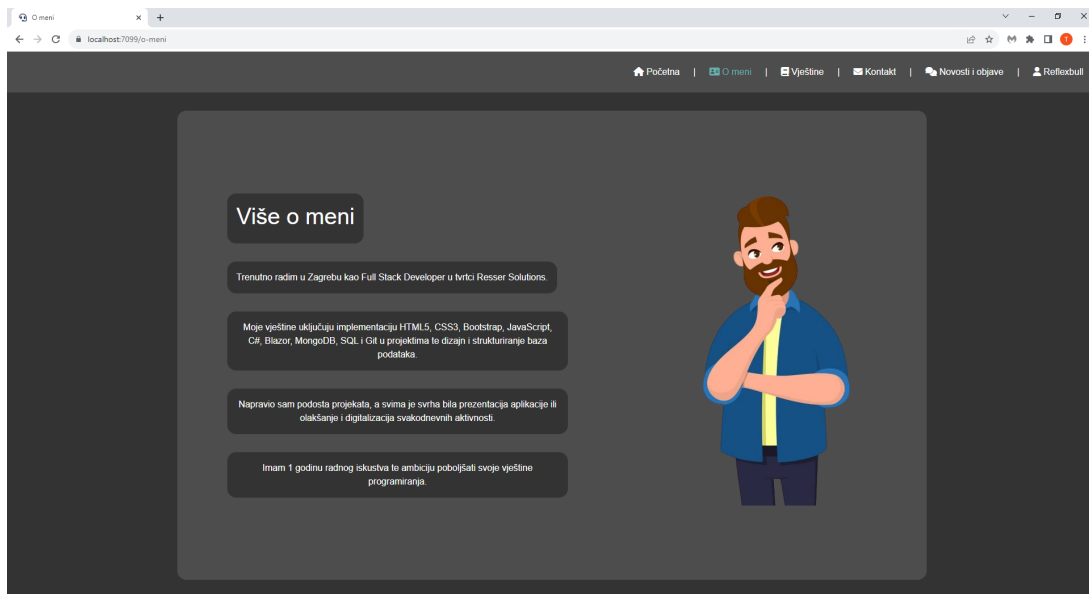 O meni
localhost:7099/o-meni
T
Početna | O meni | Vještine | Kontakt | Novosti i objave | Reflexbull
Više o meni
Trenutno radim u Zagrebu kao Full Stack Developer u tvrtci Resser Solutions.
Moje vještine uključuju implementaciju HTML5, CSS3, Bootstrap, JavaScript,
C#, Blazor, MongoDB, SQL i Git u projektima te dizajn i strukturiranje baza
podataka.
Napravio sam podosta projekata, a svima je svrha bila prezentacija aplikacije ili
olakšanje i digitalizacija svakodnevnih aktivnosti.
Imam 1 godinu radnog iskustva te ambiciju poboljšati svoje vještine
programiranja.